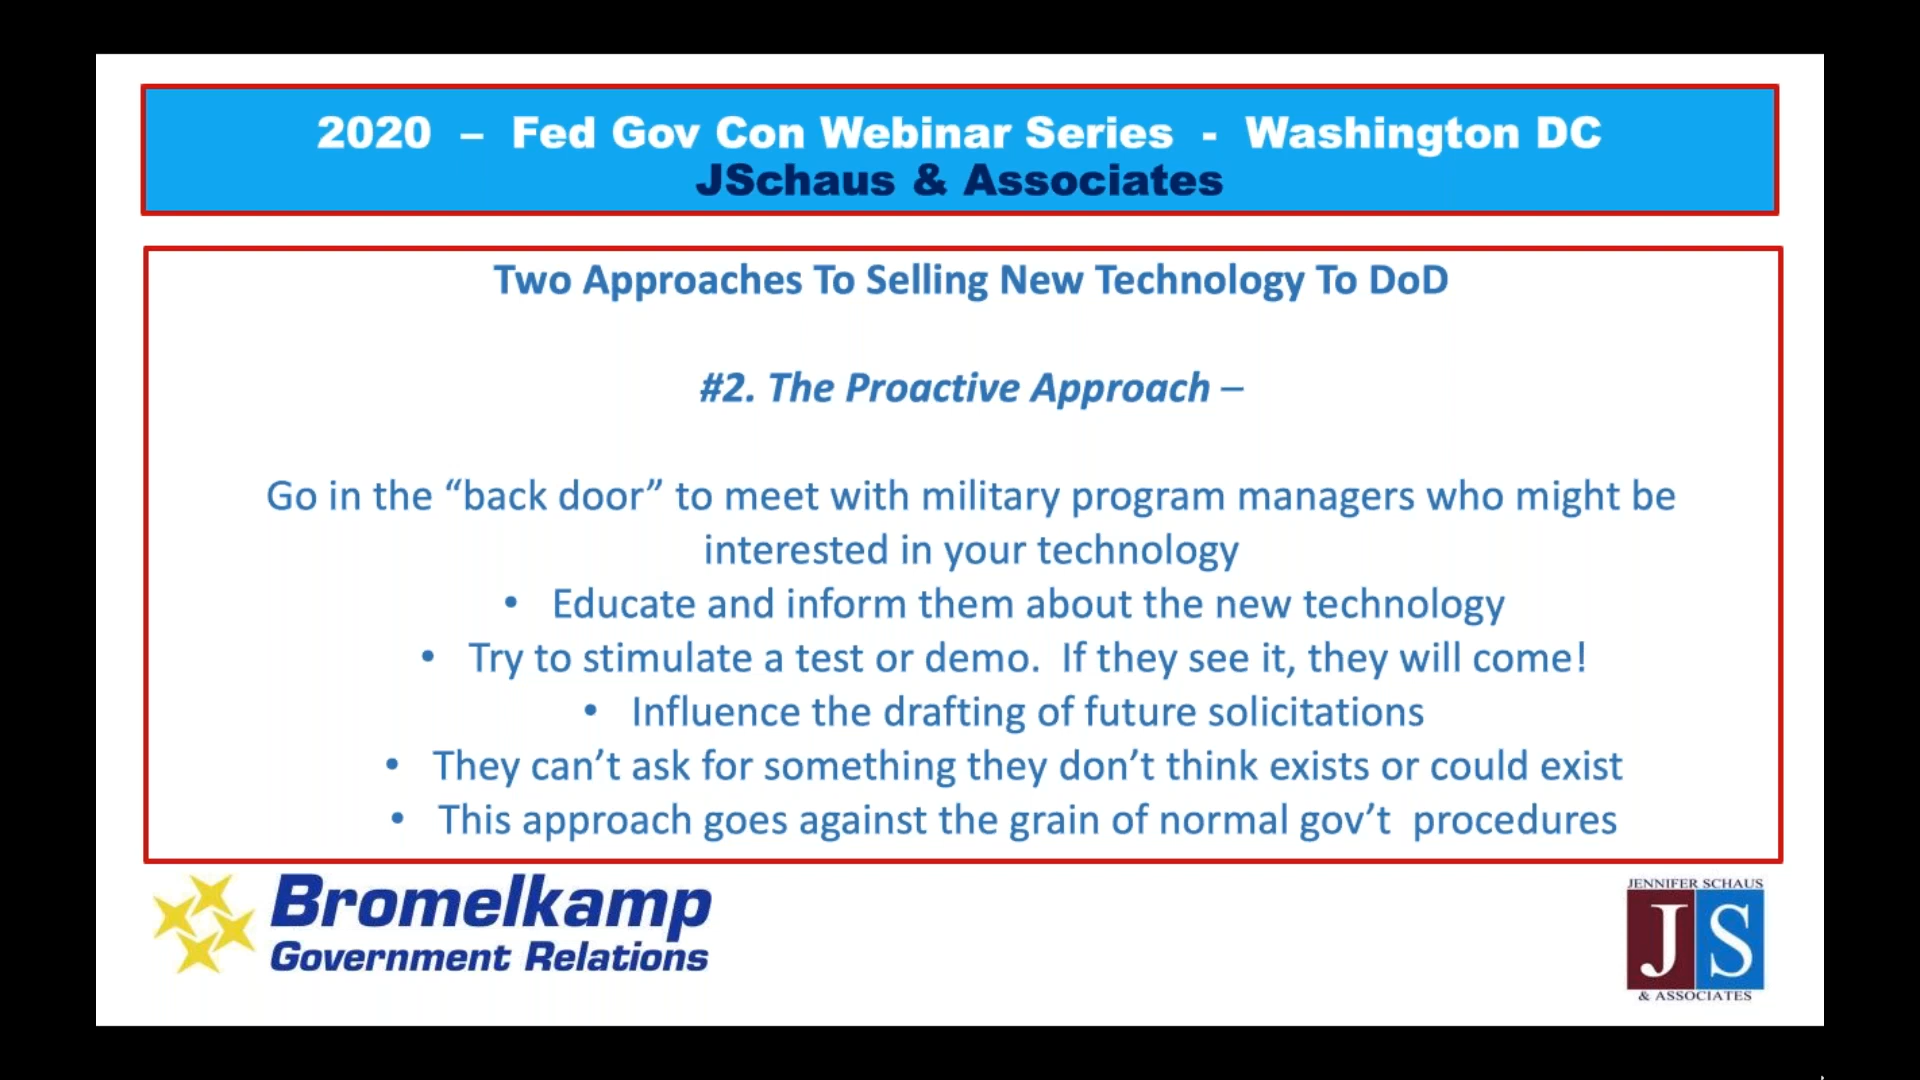 2020 – Fed Gov Con Webinar Series - Washington DC
JSchaus & Associates
Two Approaches To Selling New Technology To DoD
#2. The Proactive Approach –
Go in the “back door” to meet with military program managers who might be
interested in your technology
• Educate and inform them about the new technology
• Try to stimulate a test or demo.  If they see it, they will come!
• Influence the drafting of future solicitations
• They can’t ask for something they don’t think exists or could exist
• This approach goes against the grain of normal gov’t  procedures
Bromelkamp
Government Relations
JENNIFER SCHAUS
JS
& ASSOCIATES